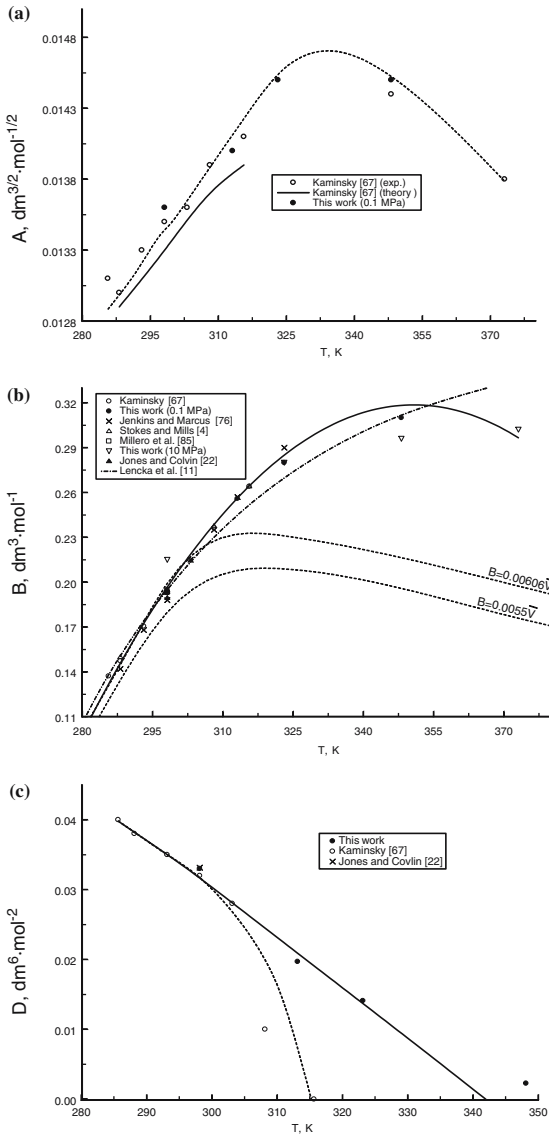 (a)
0.0148
0.0143
0.0138
0.0133
0.0128
A, dm3/2·mol-1/2
Kaminsky [67] (exp.)
Kaminsky [67] (theory )
This work (0.1 MPa)
280 295 310 325 340 355 370
T, K
(b)
0.32
0.29
0.26
0.23
0.20
0.17
0.14
0.11
B, dm3·mol-1
Kaminsky [67]
This work (0.1 MPa)
Jenkins and Marcus [76]
Stokes and Mills [4]
Millero et al. [85]
This work (10 MPa)
Jones and Colvin [22]
Lencka et al. [11]
B=0.00606V̅
B=0.0055V̅
280 295 310 325 340 355 370
T, K
(c)
0.04
0.03
0.02
0.01
0.00
D, dm6·mol-2
This work
Kaminsky [67]
Jones and Covlin [22]
280 290 300 310 320 330 340 350
T, K